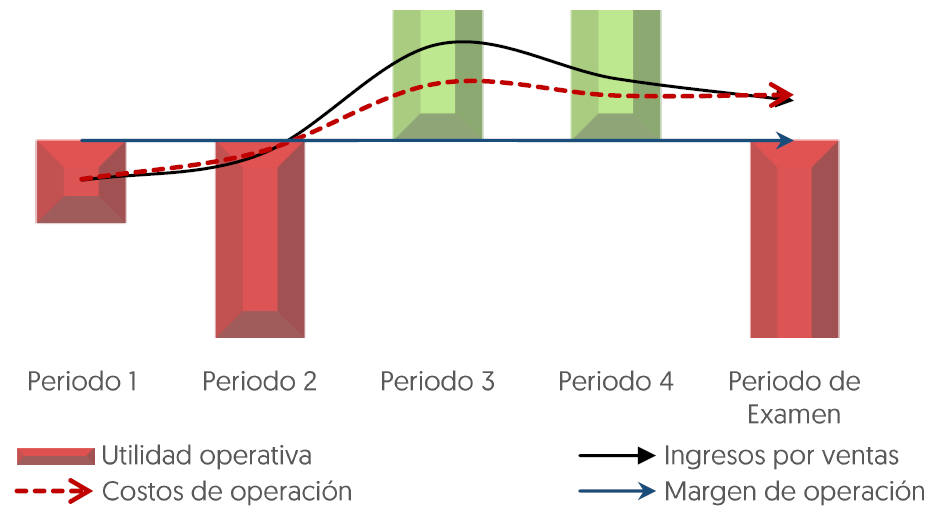 Periodo 1
Periodo 2
Periodo 3
Periodo 4
Periodo de
Examen
Utilidad operativa
Ingresos por ventas
Costos de operación
Margen de operación